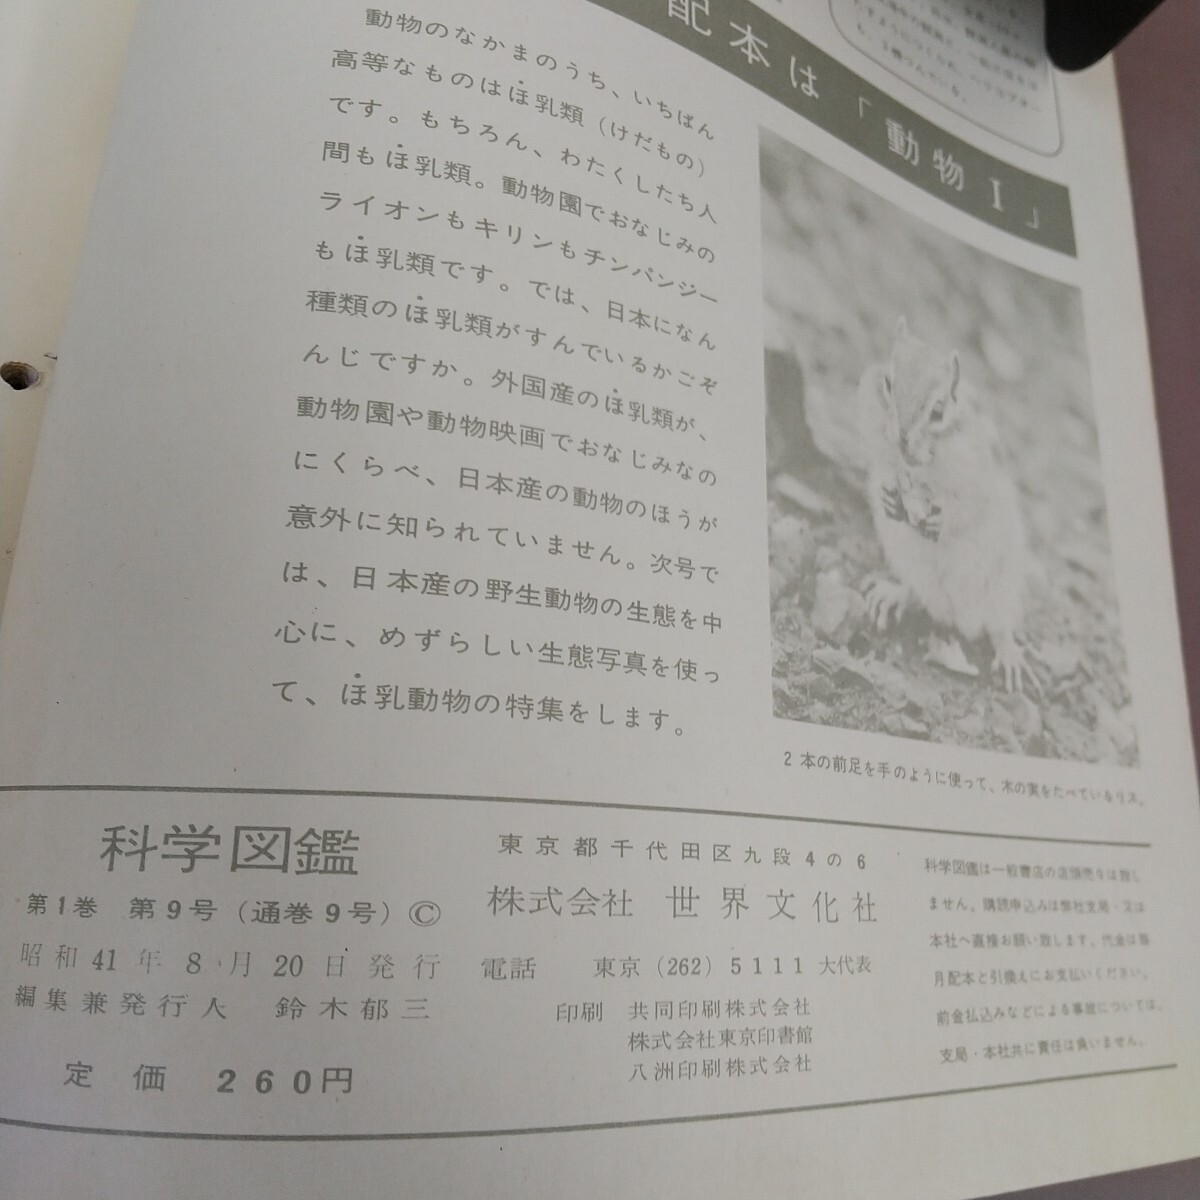 配本は「動物Ⅰ」
動物のなかまのうち、いちばん
高等なものはほ乳類（けだもの）
です。もちろん、わたくしたち人
間もほ乳類。動物園でおなじみの
ライオンもキリンもチンパンジー
もほ乳類です。では、日本になん
種類のほ乳類がすんでいるかごぞ
んじですか。外国産のほ乳類が、
動物園や動物映画でおなじみなの
にくらべ、日本産の動物のほうが
意外に知られていません。次号で
は、日本産の野生動物の生態を中
心に、めずらしい生態写真を使っ
て、ほ乳動物の特集をします。
2本の前足を手のように使って、木の実をたべているリス。
科学図鑑
第1巻 第9号（通巻9号）©
昭和41年8月20日発行
編集兼発行人 鈴木郁三
定価 260円
東京都千代田区九段4の6
株式会社 世界文化社
電話 東京（262）5111大代表
印刷 共同印刷株式会社
株式会社東京印書館
八洲印刷株式会社
科学図鑑は一般書店の店頭売りは致し
ません。購読申込みは弊社支局・又は
本社へ直接お願い致します。代金は毎
月配本と引換えにお支払いください。
前金払込みなどによる事故については、
支局・本社共に責任は負いません。